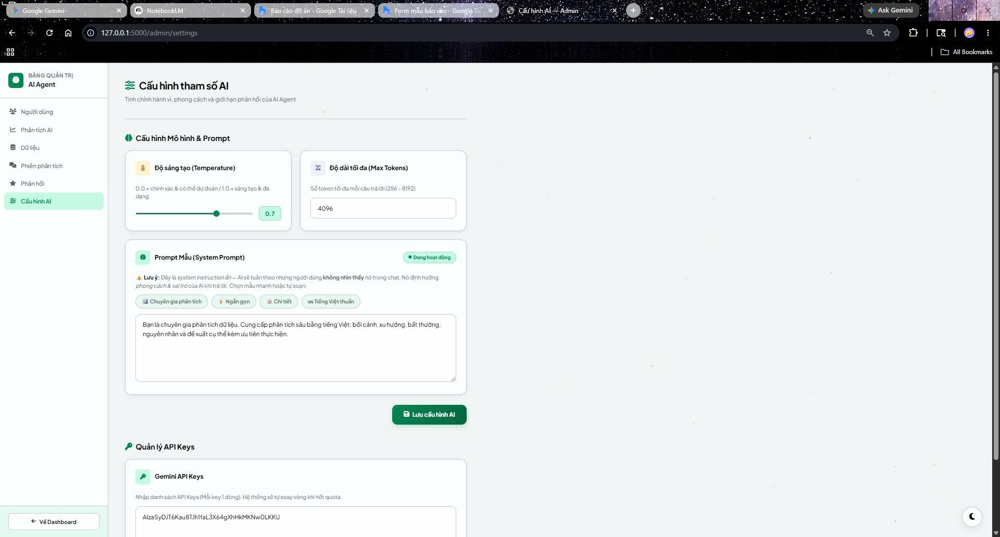 Google Gemini
NotebookLM
Báo cáo đồ án - Google Tài liệu
Form mẫu báo cáo - Google Tà
Cấu hình AI — Admin
Ask Gemini
127.0.0.1:5000/admin/settings
All Bookmarks
BẢNG QUẢN TRỊ
AI Agent
Người dùng
Phân tích AI
Dữ liệu
Phiên phân tích
Phản hồi
Cấu hình AI
Về Dashboard
Cấu hình tham số AI
Tinh chỉnh hành vi, phong cách và giới hạn phản hồi của AI Agent
Cấu hình Mô hình & Prompt
Độ sáng tạo (Temperature)
0.0 = chính xác & có thể dự đoán / 1.0 = sáng tạo & đa
dạng
0.7
Độ dài tối đa (Max Tokens)
Số token tối đa mỗi câu trả lời (256 – 8192)
4096
Prompt Mẫu (System Prompt)
Đang hoạt động
Lưu ý: Đây là system instruction ẩn — AI sẽ tuân theo nhưng người dùng không nhìn thấy nó trong chat. Nó định hướng
phong cách & vai trò của AI khi trả lời. Chọn mẫu nhanh hoặc tự soạn:
Chuyên gia phân tích
Ngắn gọn
Chi tiết
VN Tiếng Việt thuần
Bạn là chuyên gia phân tích dữ liệu. Cung cấp phân tích sâu bằng tiếng Việt: bối cảnh, xu hướng, bất thường,
nguyên nhân và đề xuất cụ thể kèm ưu tiên thực hiện.
Lưu cấu hình AI
Quản lý API Keys
Gemini API Keys
Nhập danh sách API Keys (Mỗi key 1 dòng). Hệ thống sẽ tự xoay vòng khi hết quota.
AIzaSyDJT6Kau8TJh1faL3X64gXhHkMKNw0LKKU